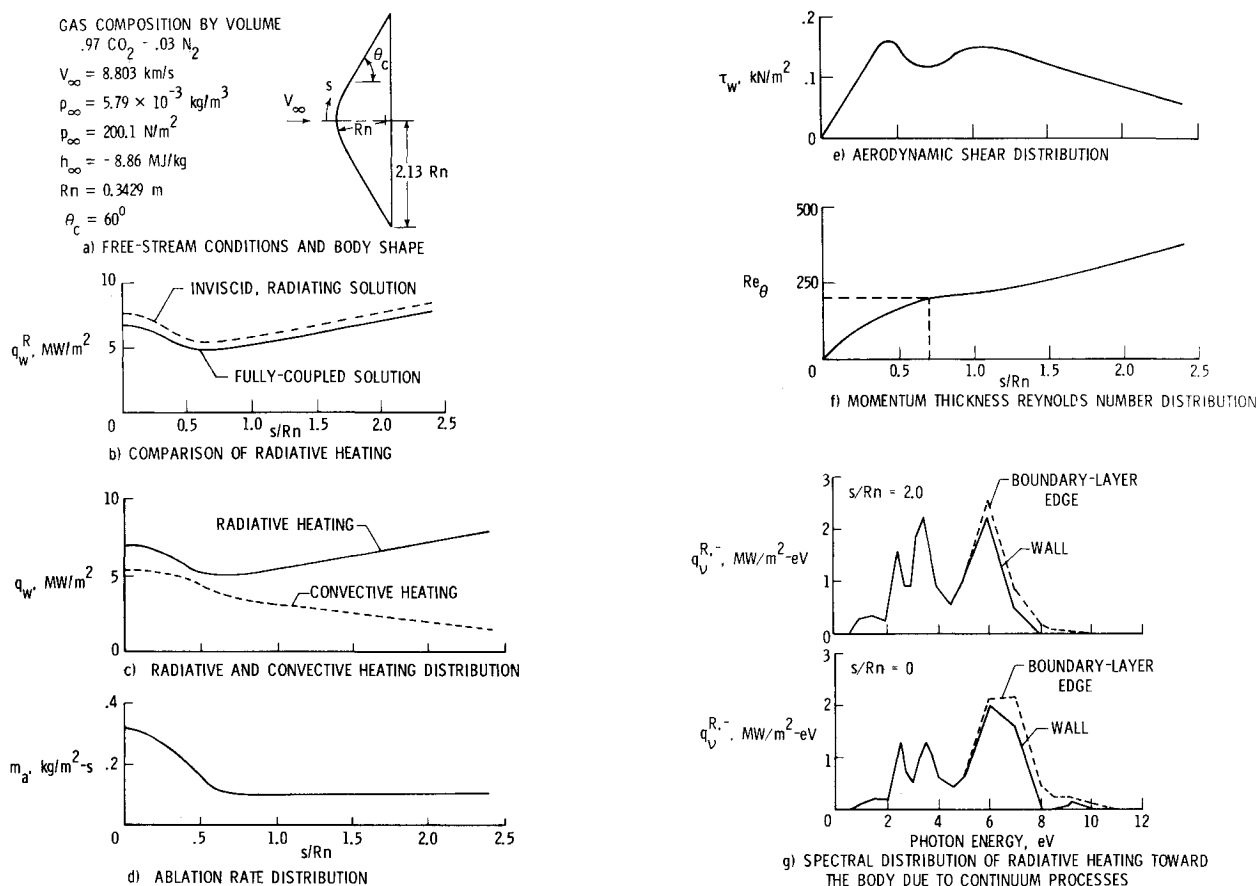 GAS COMPOSITION BY VOLUME
.97 CO2 - .03 N2
V∞ = 8.803 km/s
ρ∞ = 5.79 × 10^-3 kg/m^3
p∞ = 200.1 N/m^2
h∞ = - 8.86 MJ/kg
Rn = 0.3429 m
θc = 60^0
θc
s
V∞
Rn
2.13 Rn
a) FREE-STREAM CONDITIONS AND BODY SHAPE
10
5
0
q_w^R, MW/m^2
INVISCID, RADIATING SOLUTION
FULLY-COUPLED SOLUTION
0 0.5 1.0 1.5 2.0 2.5
s/Rn
b) COMPARISON OF RADIATIVE HEATING
10
5
0
q_w, MW/m^2
RADIATIVE HEATING
CONVECTIVE HEATING
c) RADIATIVE AND CONVECTIVE HEATING DISTRIBUTION
.4
.2
m_a, kg/m^2-s
0 .5 1.0 1.5 2.0 2.5
s/Rn
d) ABLATION RATE DISTRIBUTION
.2
.1
0
τ_w, kN/m^2
e) AERODYNAMIC SHEAR DISTRIBUTION
500
250
0
Re_θ
0 0.5 1.0 1.5 2.0 2.5
s/Rn
f) MOMENTUM THICKNESS REYNOLDS NUMBER DISTRIBUTION
3
2
1
0
q_ν^R,-, MW/m^2-eV
s/Rn = 2.0
BOUNDARY-LAYER
EDGE
WALL
3
2
1
q_ν^R,-, MW/m^2-eV
s/Rn = 0
BOUNDARY-LAYER
EDGE
WALL
0 2 4 6 8 10 12
PHOTON ENERGY, eV
g) SPECTRAL DISTRIBUTION OF RADIATIVE HEATING TOWARD
THE BODY DUE TO CONTINUUM PROCESSES